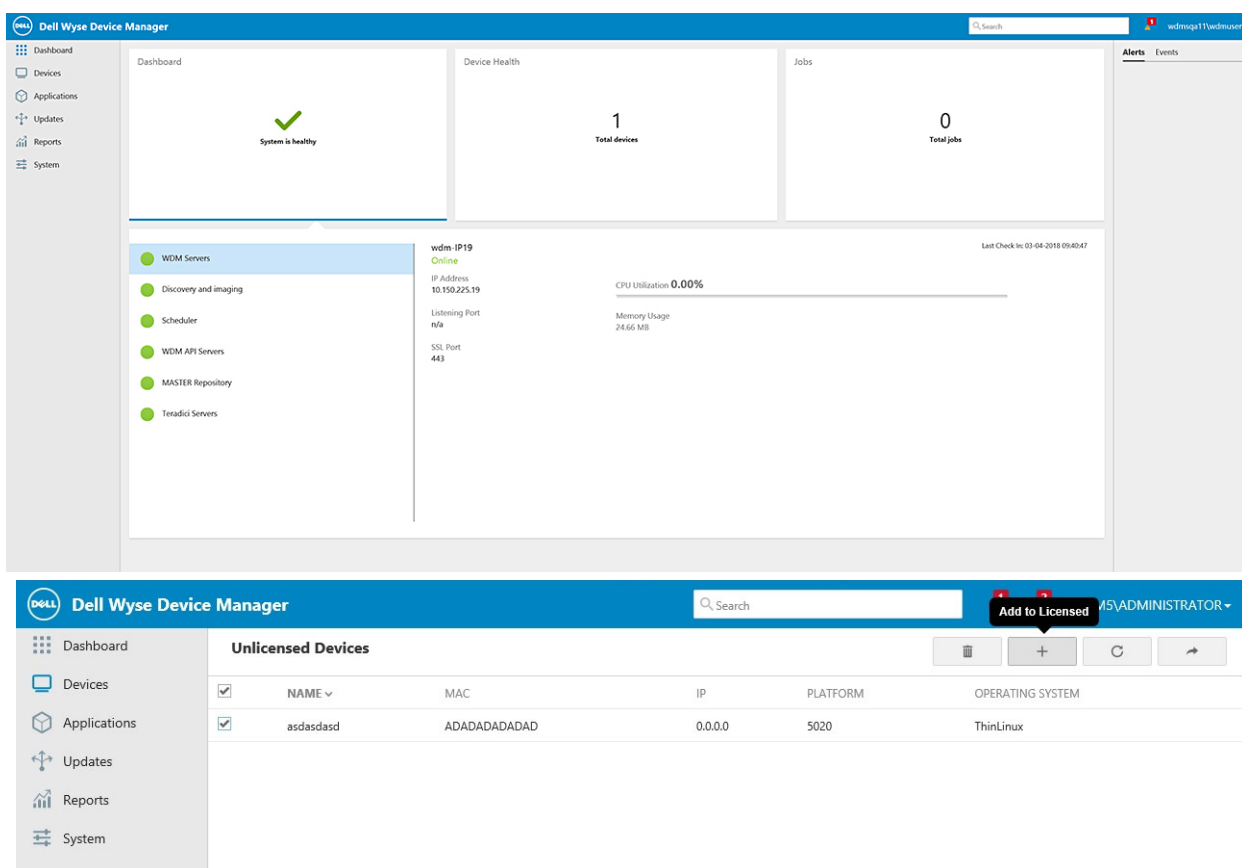 DELL Dell Wyse Device Manager
Search
1
wdmsqa11\wdmuser
Dashboard
Devices
Applications
Updates
Reports
System
Dashboard
System is healthy
Device Health
1
Total devices
Jobs
0
Total jobs
Alerts Events
WDM Servers
Discovery and imaging
Scheduler
WDM API Servers
MASTER Repository
Teradici Servers
wdm-IP19
Online
IP Address
10.150.225.19
Listening Port
n/a
SSL Port
443
CPU Utilization 0.00%
Memory Usage
24.66 MB
Last Check In: 03-04-2018 09:40:47
DELL Dell Wyse Device Manager
Search
Add to Licensed
M5\ADMINISTRATOR
Dashboard
Devices
Applications
Updates
Reports
System
Unlicensed Devices
NAME MAC IP PLATFORM OPERATING SYSTEM
asdasdasd ADADADADADAD 0.0.0.0 5020 ThinLinux